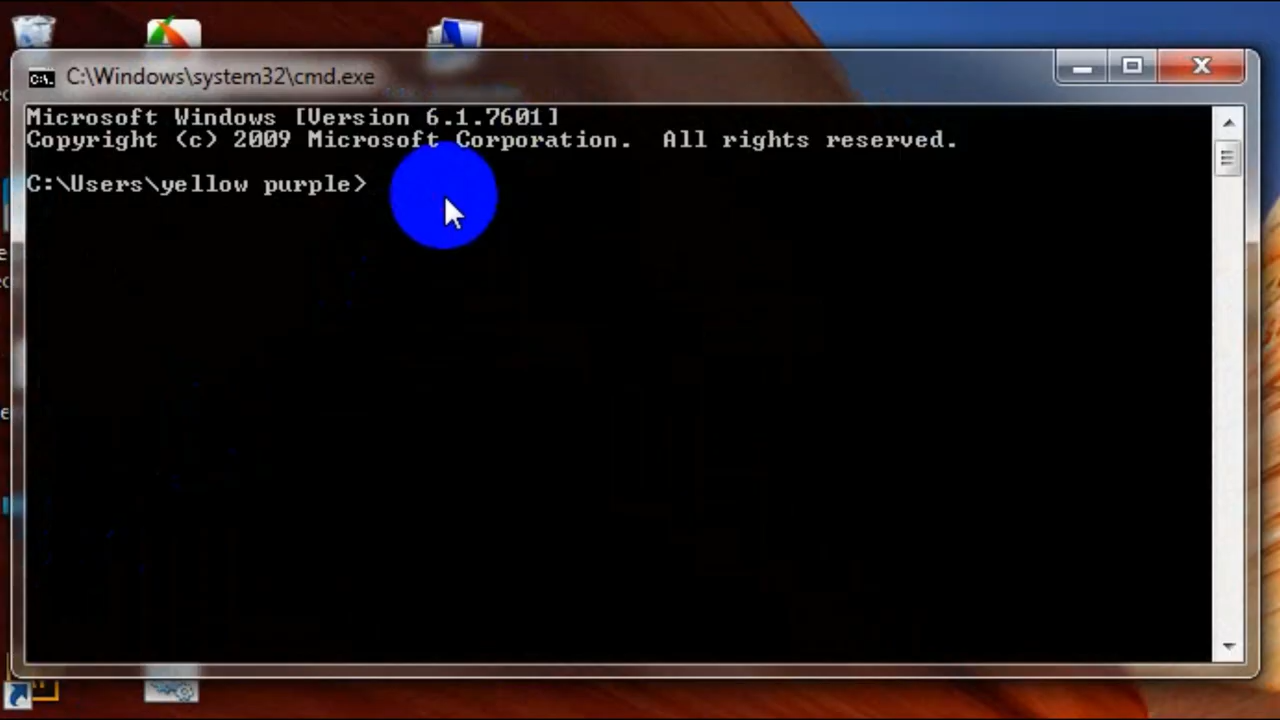 C:\Windows\system32\cmd.exe
Microsoft Windows [Version 6.1.7601]
Copyright (c) 2009 Microsoft Corporation.  All rights reserved.
C:\Users\yellow purple>